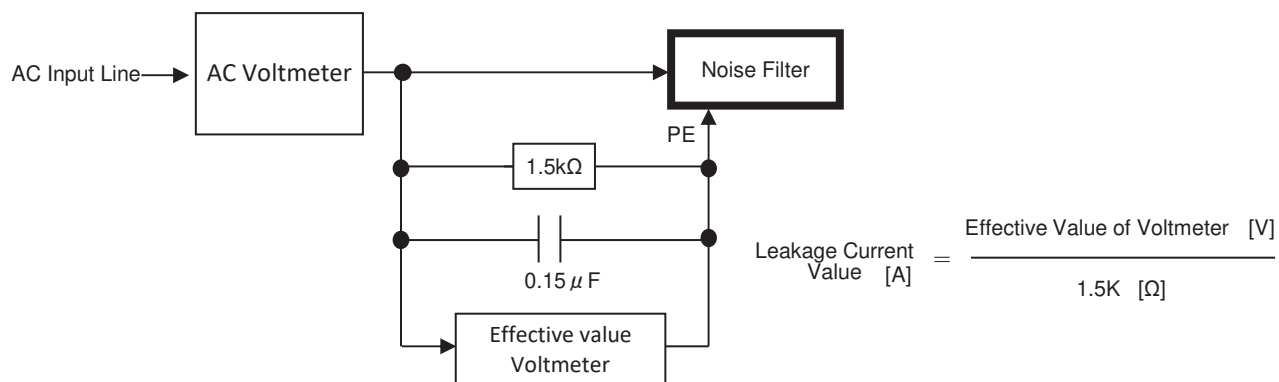 AC Input Line
AC Voltmeter
Noise Filter
PE
1.5kΩ
0.15μF
Effective value
Voltmeter
Leakage Current
Value [A]
=
Effective Value of Voltmeter [V]
1.5K [Ω]